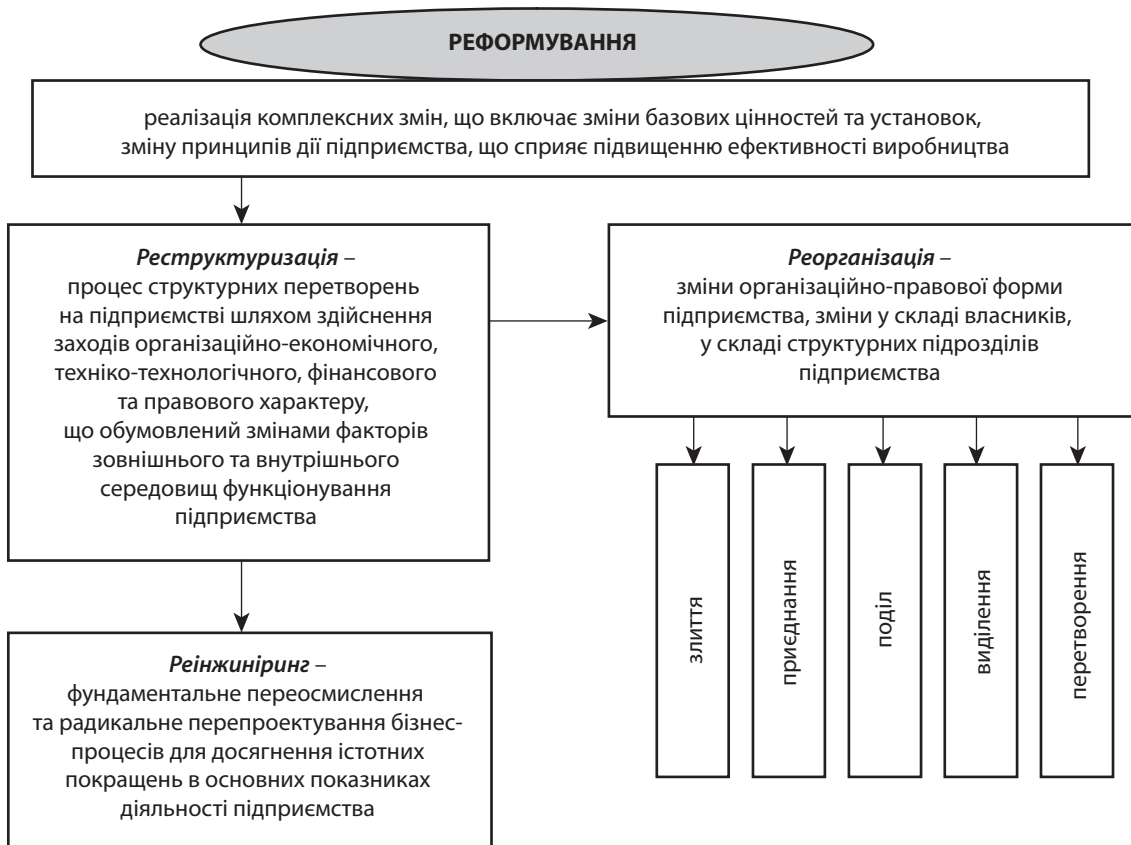 РЕФОРМУВАННЯ
реалізація комплексних змін, що включає зміни базових цінностей та установок,
зміну принципів дії підприємства, що сприяє підвищенню ефективності виробництва
Реструктуризація –
процес структурних перетворень
на підприємстві шляхом здійснення
заходів організаційно-економічного,
техніко-технологічного, фінансового
та правового характеру,
що обумовлений змінами факторів
зовнішнього та внутрішнього
середовищ функціонування
підприємства
Реорганізація –
зміни організаційно-правової форми
підприємства, зміни у складі власників,
у складі структурних підрозділів
підприємства
злиття
приєднання
поділ
виділення
перетворення
Реінжиніринг –
фундаментальне переосмислення
та радикальне перепроектування бізнес-
процесів для досягнення істотних
покращень в основних показниках
діяльності підприємства